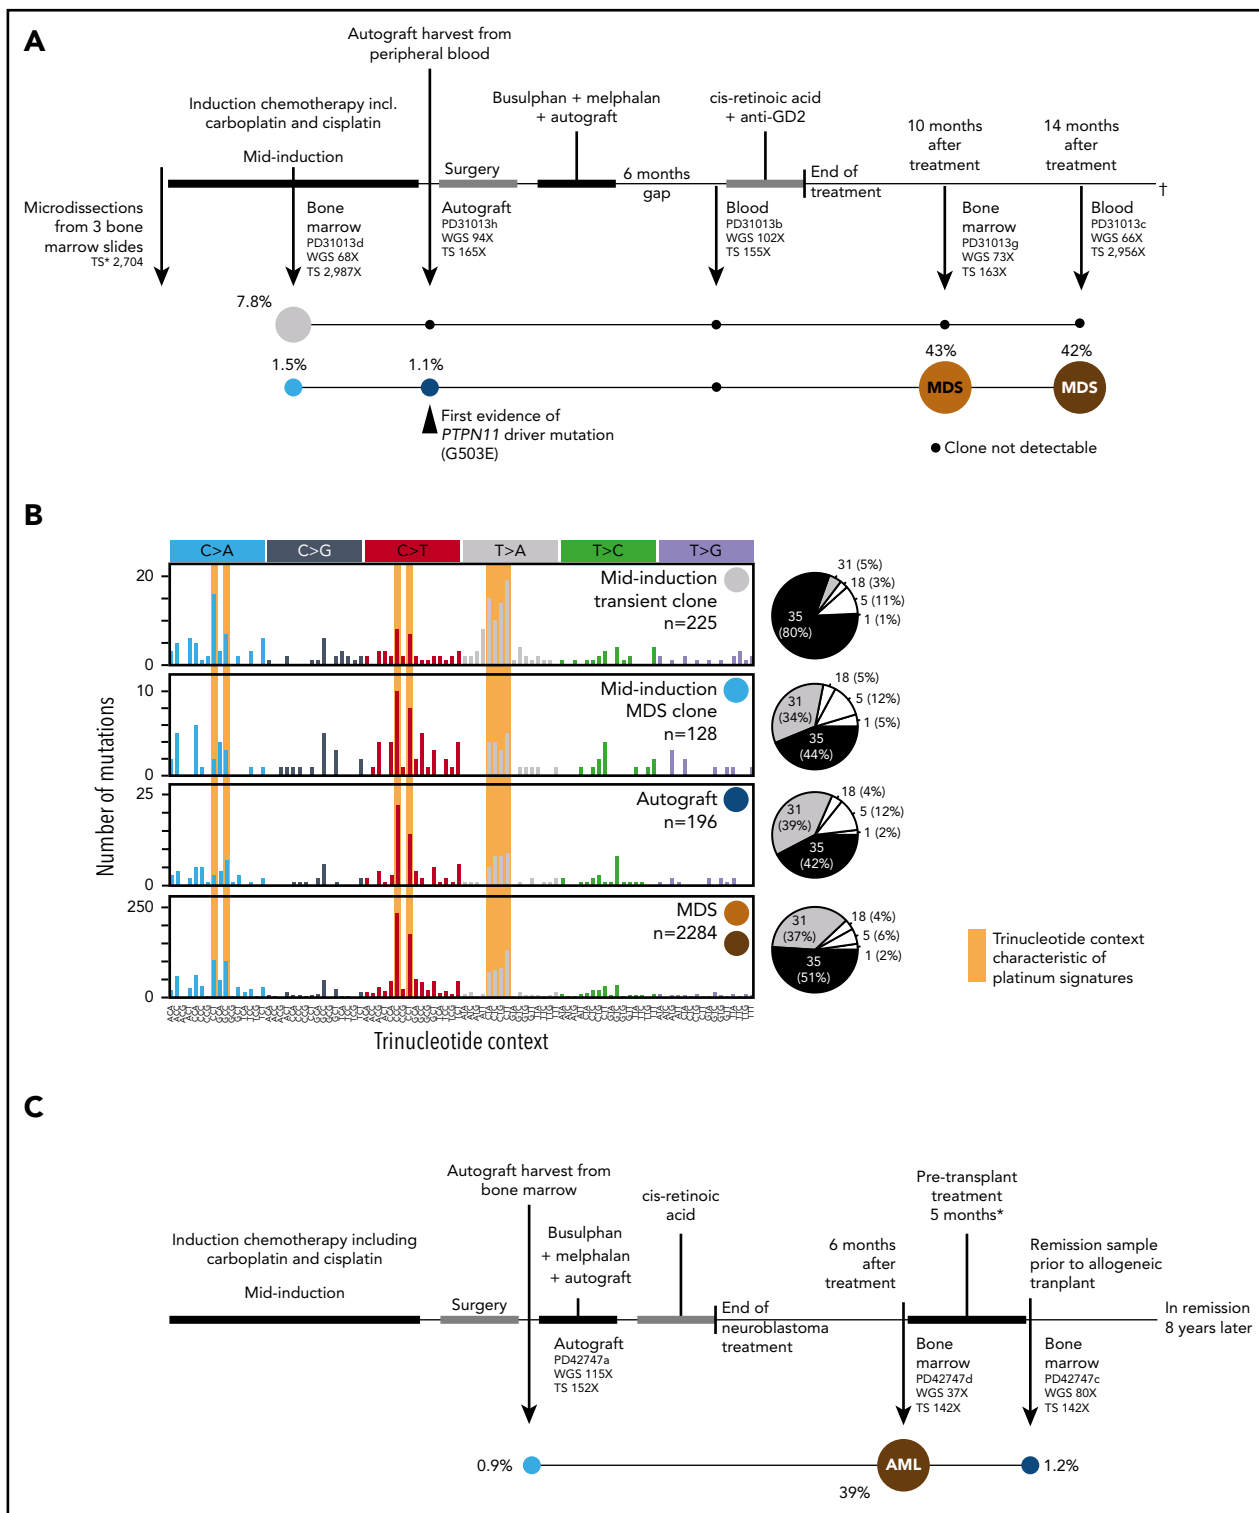 A
Autograft harvest from
peripheral blood
Induction chemotherapy incl.
carboplatin and cisplatin
Mid-induction
Busulphan + melphalan
+ autograft
cis-retinoic acid
+ anti-GD2
10 months
after
treatment
14 months
after
treatment
Surgery
6 months
gap
End of
treatment
†
Microdissections
from 3 bone
marrow slides
TS* 2,704
Bone
marrow
PD31013d
WGS 68X
TS 2,987X
Autograft
PD31013h
WGS 94X
TS 165X
Blood
PD31013b
WGS 102X
TS 155X
Bone
marrow
PD31013g
WGS 73X
TS 163X
Blood
PD31013c
WGS 66X
TS 2,956X
7.8%
1.5%
1.1%
43%
42%
MDS
MDS
First evidence of
PTPN11 driver mutation
(G503E)
Clone not detectable
B
C>A
C>G
C>T
T>A
T>C
T>G
Number of mutations
20
0
Mid-induction
transient clone
n=225
35
(80%)
31 (5%)
18 (3%)
5 (11%)
1 (1%)
10
0
Mid-induction
MDS clone
n=128
31
(34%)
35
(44%)
18 (5%)
5 (12%)
1 (5%)
25
0
Autograft
n=196
31
(39%)
35
(42%)
18 (4%)
5 (12%)
1 (2%)
250
0
MDS
n=2284
31
(37%)
35
(51%)
18 (4%)
5 (6%)
1 (2%)
Trinucleotide context
characteristic of
platinum signatures
Trinucleotide context
C
Autograft harvest from
bone marrow
Induction chemotherapy including
carboplatin and cisplatin
Mid-induction
Surgery
Busulphan
+ melphalan
+ autograft
cis-retinoic
acid
End of
neuroblastoma
treatment
6 months
after
treatment
Pre-transplant
treatment
5 months*
Remission sample
prior to allogeneic
tranplant
In remission
8 years later
Autograft
PD42747a
WGS 115X
TS 152X
Bone
marrow
PD42747d
WGS 37X
TS 142X
Bone
marrow
PD42747c
WGS 80X
TS 142X
0.9%
AML
39%
1.2%